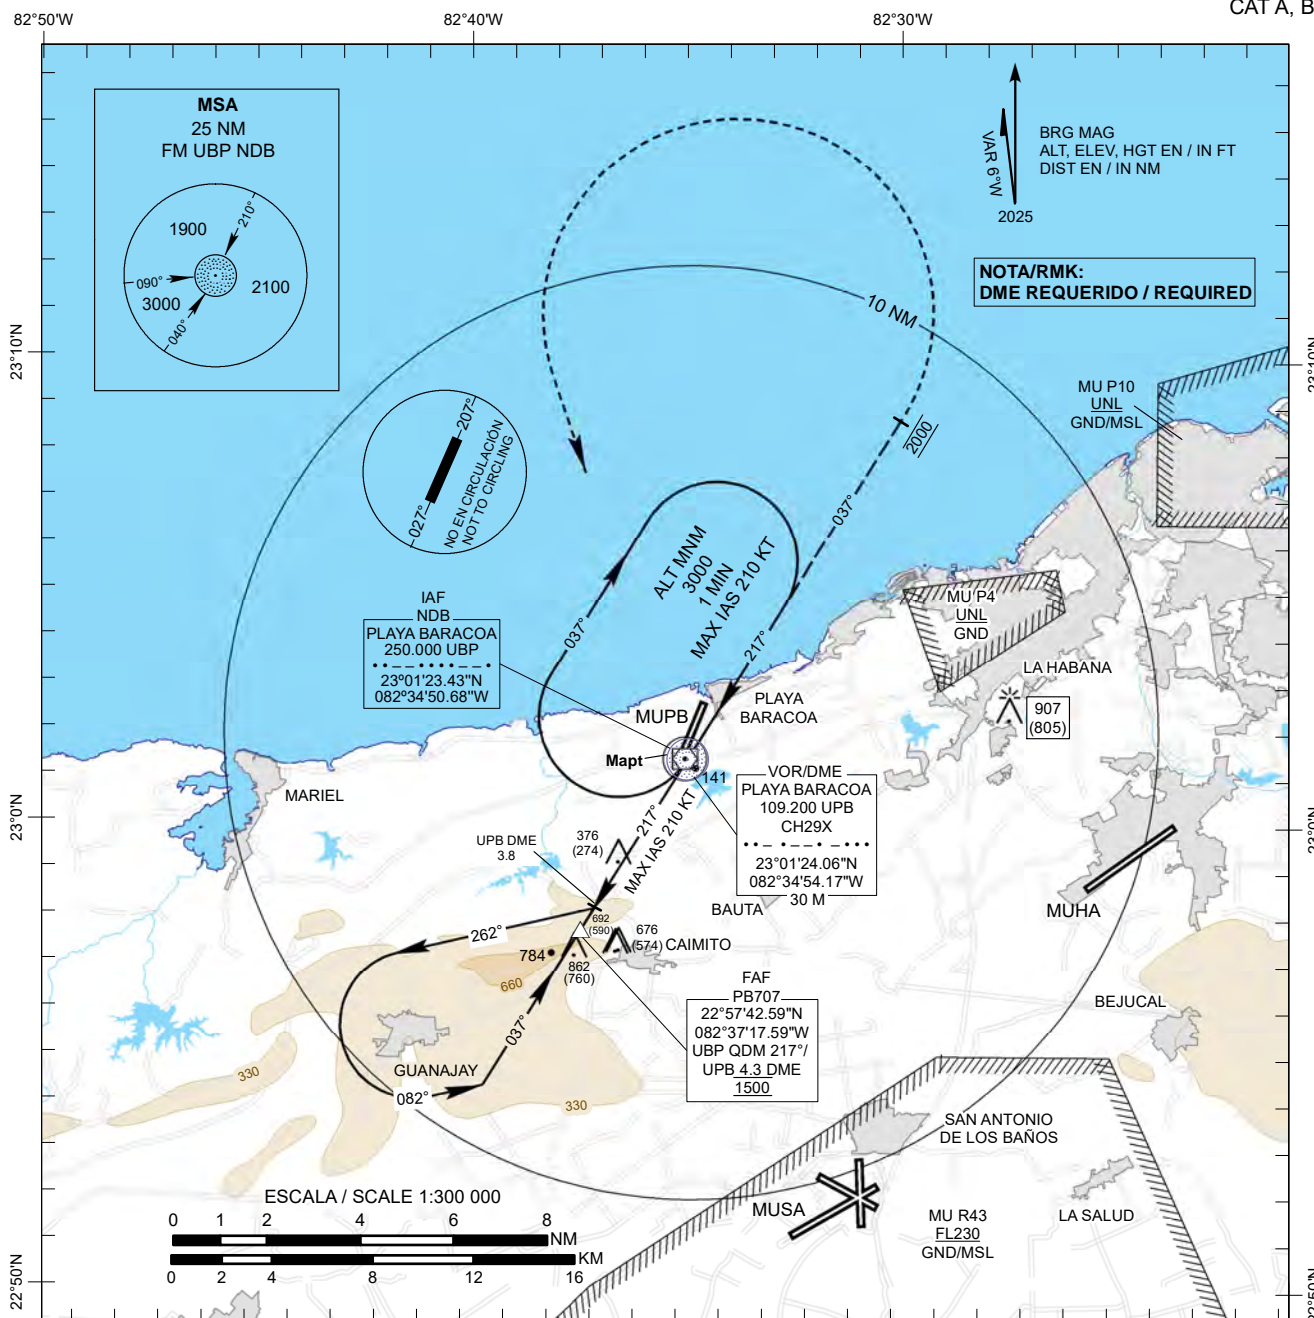 CAT A, B
82°50'W
82°40'W
82°30'W
MSA
25 NM
FM UBP NDB
1900
210°
090°
2100
3000
040°
VAR 6°W
2025
BRG MAG
ALT, ELEV, HGT EN / IN FT
DIST EN / IN NM
NOTA/RMK:
DME REQUERIDO / REQUIRED
10 NM
23°10'N
23°10'N
MU P10
UNL
GND/MSL
207°
027°
NO EN CIRCULACIÓN
NOT TO CIRCLING
2000
037°
ALT MNM
3000
1 MIN
MAX IAS 210 KT
037°
217°
IAF
NDB
PLAYA BARACOA
250.000 UBP
23°01'23.43"N
082°34'50.68"W
MU P4
UNL
GND
LA HABANA
907
(805)
PLAYA
BARACOA
MUPB
Mapt
141
MARIEL
VOR/DME
PLAYA BARACOA
109.200 UPB
CH29X
23°01'24.06"N
082°34'54.17"W
30 M
23°0'N
23°0'N
217°
MAX IAS 210 KT
376
(274)
UPB DME
3.8
BAUTA
MUHA
692
(590)
676
(574)
CAIMITO
262°
784
862
(760)
660
FAF
PB707
22°57'42.59"N
082°37'17.59"W
UBP QDM 217°/
UPB 4.3 DME
1500
BEJUCAL
037°
GUANAJAY
330
082°
330
SAN ANTONIO
DE LOS BAÑOS
ESCALA / SCALE 1:300 000
0 1 2 4 6 8
NM
KM
0 2 4 8 12 16
MUSA
MU R43
FL230
GND/MSL
LA SALUD
22°50'N
22°50'N